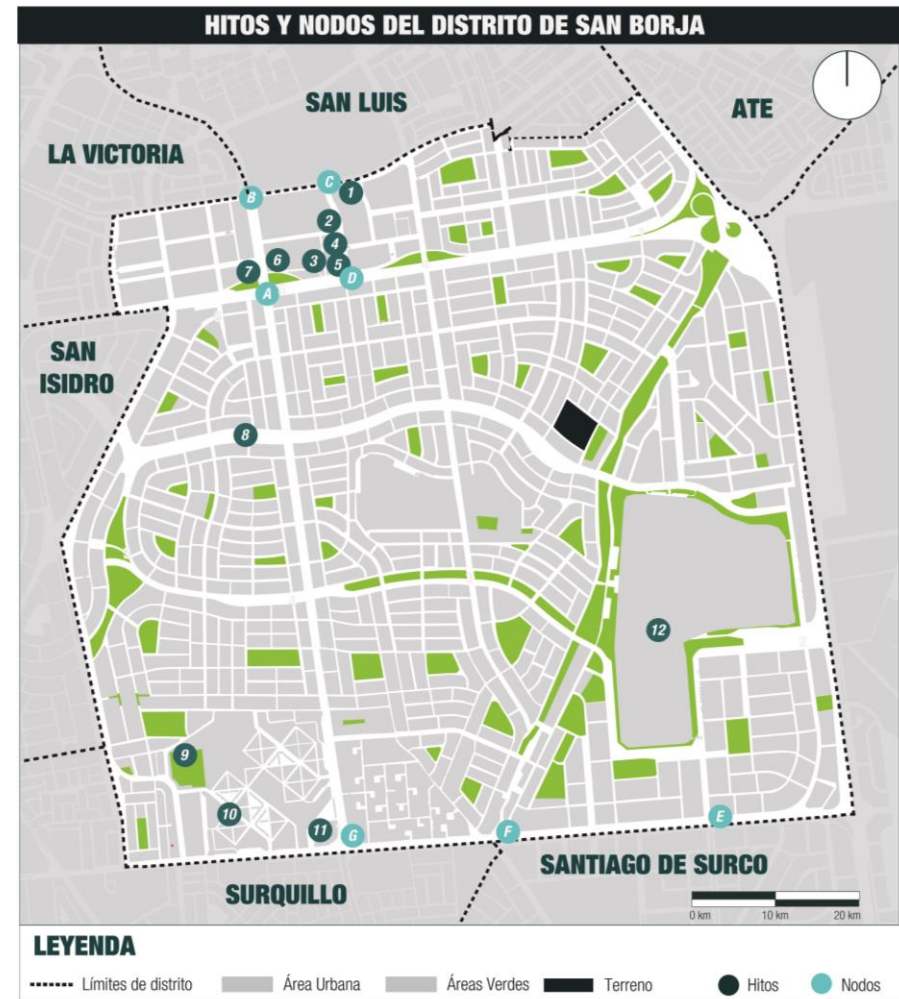 HITOS Y NODOS DEL DISTRITO DE SAN BORJA
SAN LUIS
ATE
LA VICTORIA
C
B
1
2
4
6
3
5
7
D
A
SAN
ISIDRO
8
12
2
9
10
11
G
F
E
SANTIAGO DE SURCO
SURQUILLO
0 km
10 km
20 km
LEYENDA
Límites de distrito
Área Urbana
Áreas Verdes
Terreno
Hitos
Nodos